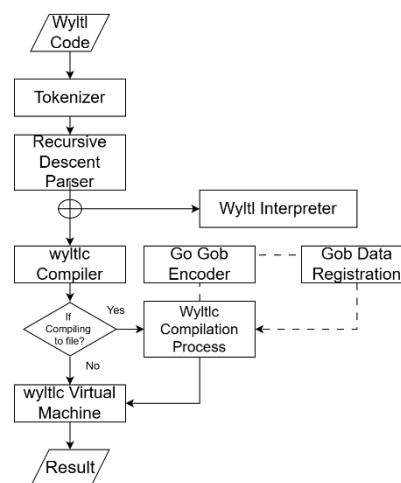 Wyltl
Code
Tokenizer
Recursive
Descent
Parser
Wyltl Interpreter
wyltlc
Compiler
Go Gob
Encoder
Gob Data
Registration
If
Compiling
to file?
Yes
Wyltlc
Compilation
Process
No
wyltlc Virtual
Machine
Result